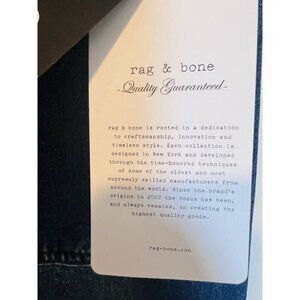 rag & bone
-Quality Guaranteed-
rag & bone is rooted in a dedication
to craftsmanship, innovation and
timeless style. Each collection is
designed in New York and developed
through the time-honored techniques
of some of the oldest and most
supremely skilled manufacturers from
around the world. Since the brand's
origins in 2002 the focus has been,
and always remains, on creating the
highest quality goods.
rag-bone.com